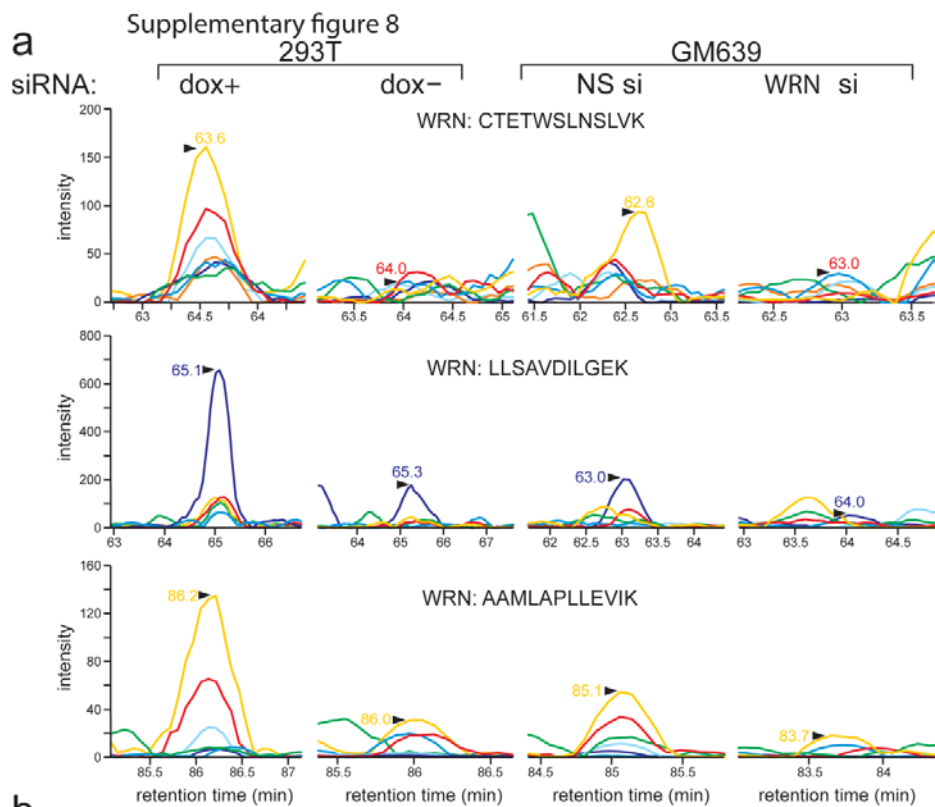 Supplementary figure 8
a
293T GM639
siRNA: dox+ dox– NS si WRN si
WRN: CTETWSLNSLVK
intensity
200
150
100
50
0
63.6
64.0
62.6
63.0
63 64.5 64
63.5 64 64.5 65
61.5 62 62.5 63 63.5
62.5 63 63.5
WRN: LLSAVDILGEK
intensity
800
600
400
200
0
65.1
65.3
63.0
64.0
63 64 65 66
64 65 66 67
62 62.5 63 63.5 64
63 64 64.5
WRN: AAMLAPLLEVIK
intensity
160
120
80
40
0
86.2
86.0
85.1
83.7
85.5 86 86.5 87
85.5 86 86.5
84.5 85 85.5
83.5 84
retention time (min) retention time (min) retention time (min) retention time (min)